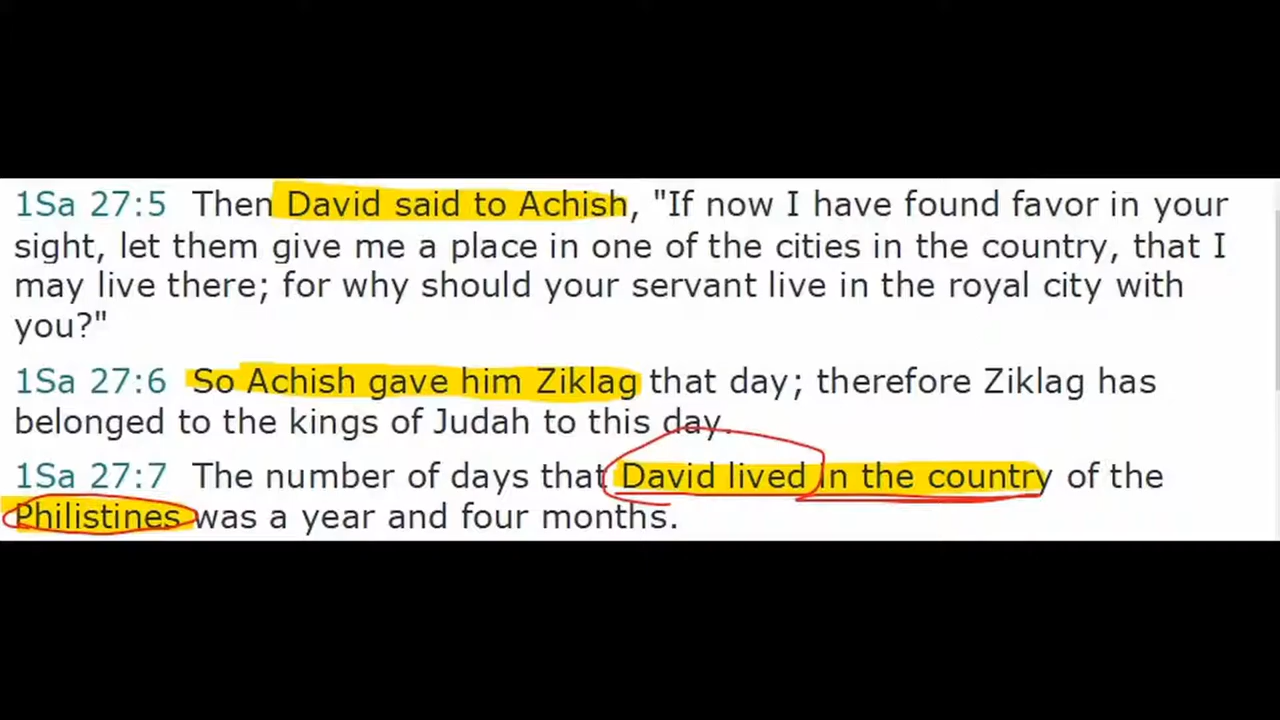 1Sa 27:5 Then David said to Achish, "If now I have found favor in your
sight, let them give me a place in one of the cities in the country, that I
may live there; for why should your servant live in the royal city with
you?"
1Sa 27:6 So Achish gave him Ziklag that day; therefore Ziklag has
belonged to the kings of Judah to this day.
1Sa 27:7 The number of days that David lived in the country of the
Philistines was a year and four months.